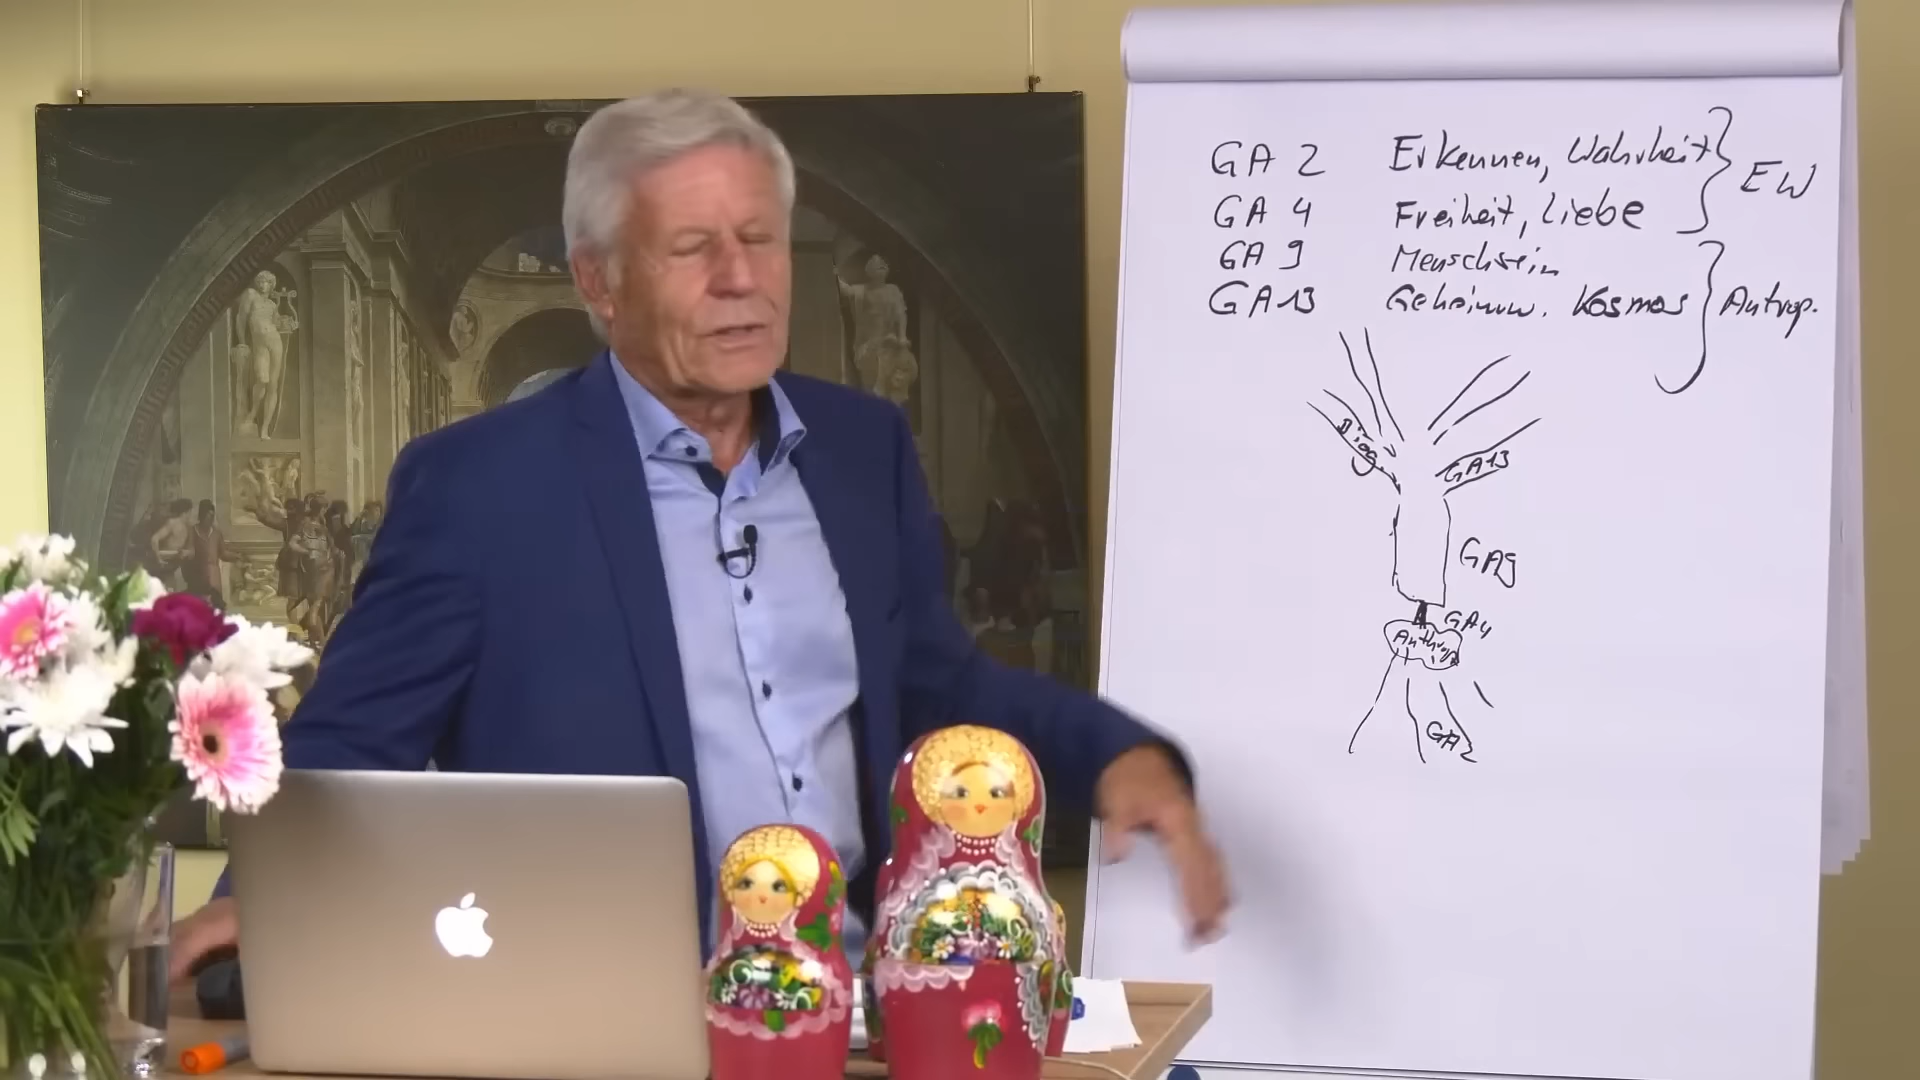 GA 2 Erkennen, Wahrheit } EW
GA 4 Freiheit, Liebe
GA 9 Menschsein
GA 13 Geheimw. Kosmos } Antrop.
GA13
GA9
GA4
Anthrop
GA2